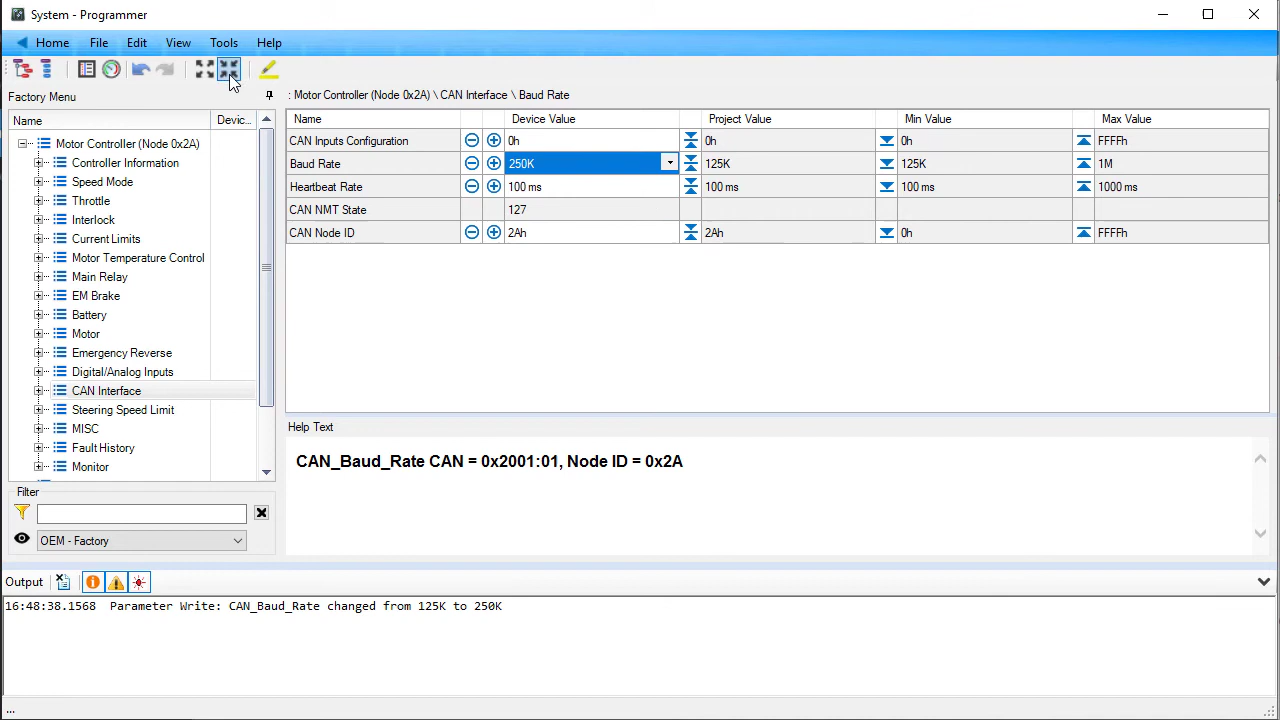 System - Programmer
Home File Edit View Tools Help
Factory Menu
: Motor Controller (Node 0x2A) \ CAN Interface \ Baud Rate
Name Devic...
Motor Controller (Node 0x2A)
Controller Information
Speed Mode
Throttle
Interlock
Current Limits
Motor Temperature Control
Main Relay
EM Brake
Battery
Motor
Emergency Reverse
Digital/Analog Inputs
CAN Interface
Steering Speed Limit
MISC
Fault History
Monitor
Filter
OEM - Factory
Name Device Value Project Value Min Value Max Value
CAN Inputs Configuration 0h 0h 0h FFFFh
Baud Rate 250K 125K 125K 1M
Heartbeat Rate 100 ms 100 ms 100 ms 1000 ms
CAN NMT State 127
CAN Node ID 2Ah 2Ah 0h FFFFh
Help Text
CAN_Baud_Rate CAN = 0x2001:01, Node ID = 0x2A
Output
16:48:38.1568 Parameter Write: CAN_Baud_Rate changed from 125K to 250K
...